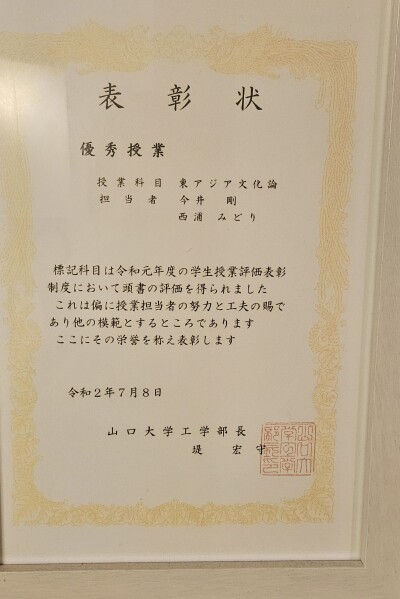 表彰状
優秀授業
授業科目 東アジア文化論
担当者 今井 剛
西浦 みどり
標記科目は令和元年度の学生授業評価表彰
制度において頭書の評価を得られました
これは偏に授業担当者の努力と工夫の賜で
あり他の模範とするところであります
ここにその学誉を称え表彰します
令和2年7月8日
山口大学工学部長
堤 宏守